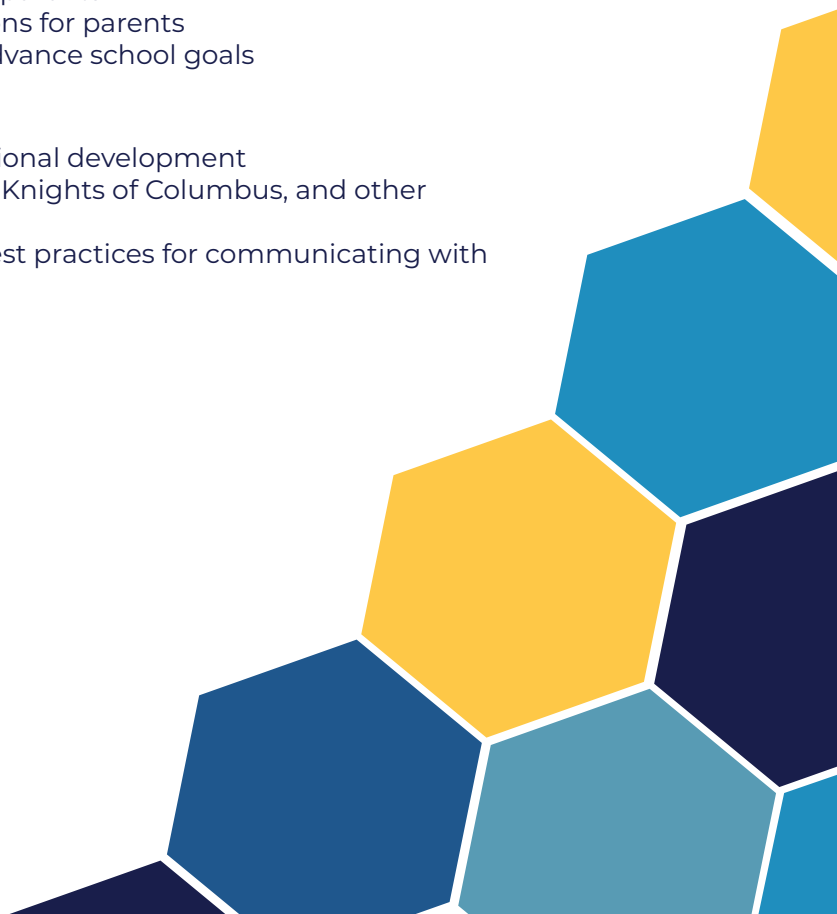 ns for parents
dvance school goals
ional development
Knights of Columbus, and other
est practices for communicating with